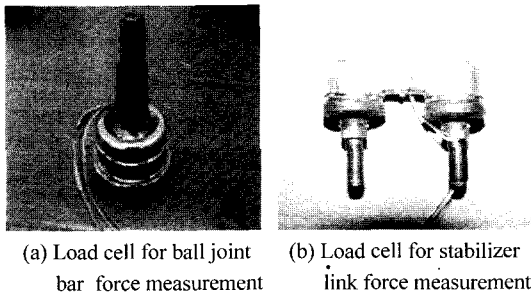 (a) Load cell for ball joint
bar force measurement
(b) Load cell for stabilizer
link force measurement